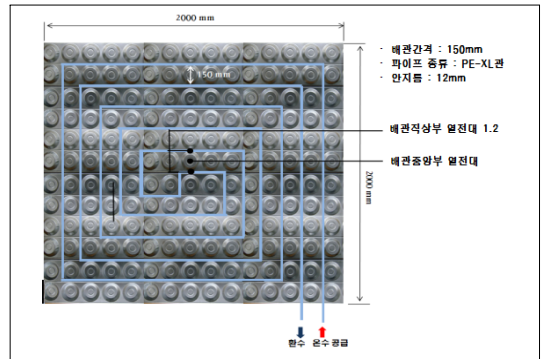 2000 mm
· 배관간격 : 150mm
· 파이프 종류 : PE-XL관
· 안지름 : 12mm
150 mm
배관직상부 열전대 1.2
배관중앙부 열전대
2000 mm
환수
온수 공급